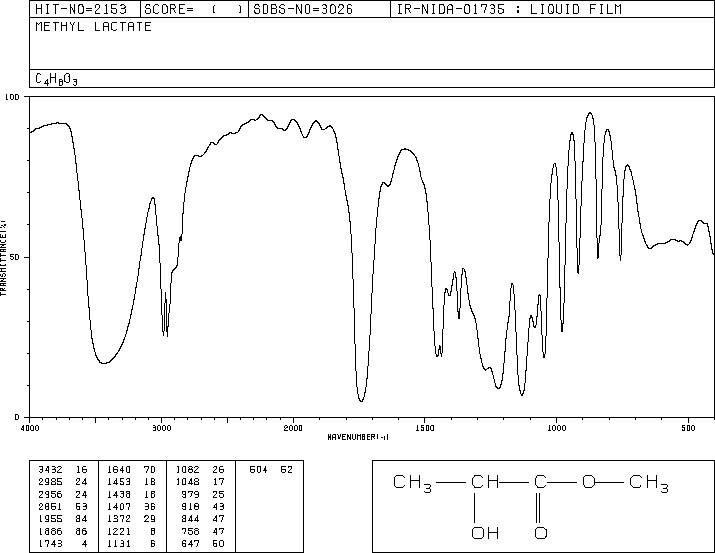 HIT-NO=2153 SCORE= ( ) SDBS-NO=3026 IR-NIDA-01735 : LIQUID FILM
METHYL LACTATE
C4H8O3
100
50
0
TRANSMITTANCE(%)
4000 3000 2000 1500 1000 500
WAVENUMBER(-1)
3432 16 1640 70 1082 26 604 52
2985 24 1453 18 1048 17
2956 24 1438 18 979 25
2851 53 1407 36 918 43
1955 84 1372 29 844 47
1886 86 1221 8 758 47
1743 4 1131 6 647 50
CH3 CH C O CH3
OH O